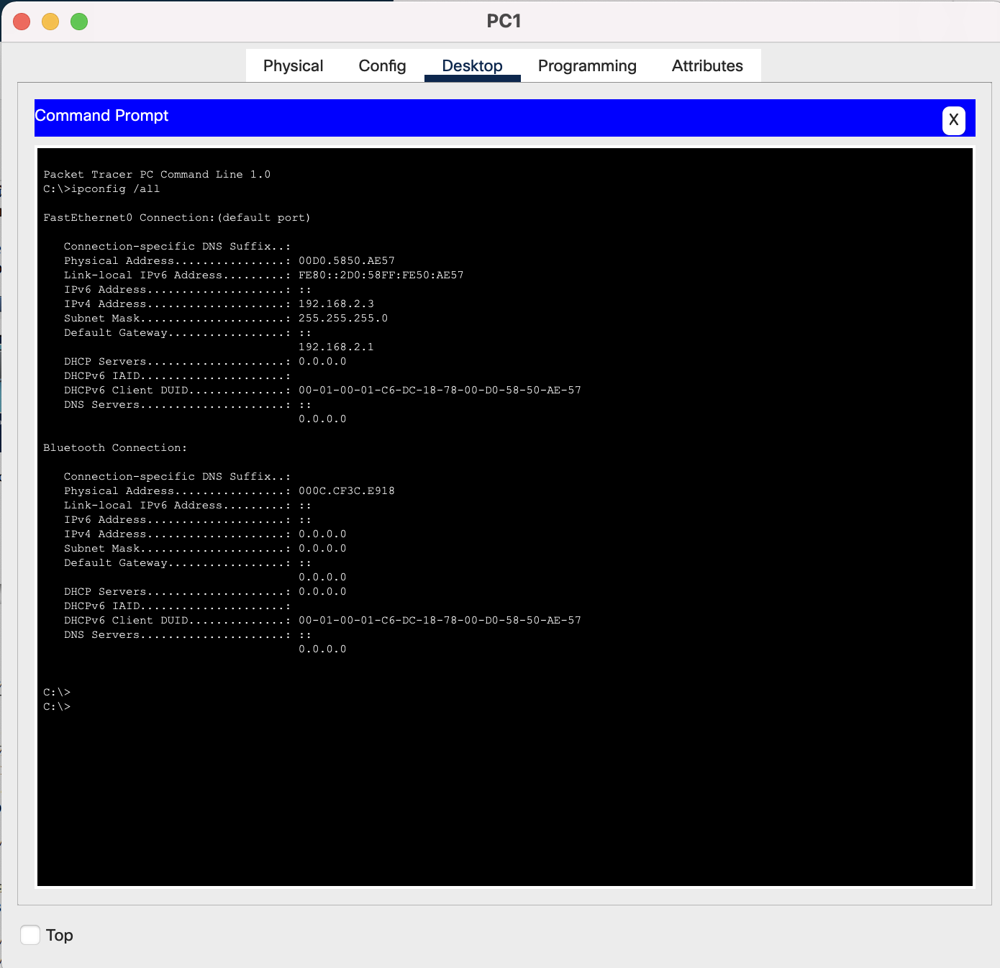 PC1
Physical Config Desktop Programming Attributes
Command Prompt
X
Packet Tracer PC Command Line 1.0
C:\>ipconfig /all
FastEthernet0 Connection:(default port)
Connection-specific DNS Suffix..:
Physical Address................: 00D0.5850.AE57
Link-local IPv6 Address.........: FE80::2D0:58FF:FE50:AE57
IPv6 Address....................: ::
IPv4 Address....................: 192.168.2.3
Subnet Mask.....................: 255.255.255.0
Default Gateway.................: ::
192.168.2.1
DHCP Servers....................: 0.0.0.0
DHCPv6 IAID.....................:
DHCPv6 Client DUID..............: 00-01-00-01-C6-DC-18-78-00-D0-58-50-AE-57
DNS Servers.....................: ::
0.0.0.0
Bluetooth Connection:
Connection-specific DNS Suffix..:
Physical Address................: 000C.CF3C.E918
Link-local IPv6 Address.........: ::
IPv6 Address....................: ::
IPv4 Address....................: 0.0.0.0
Subnet Mask.....................: 0.0.0.0
Default Gateway.................: ::
0.0.0.0
DHCP Servers....................: 0.0.0.0
DHCPv6 IAID.....................:
DHCPv6 Client DUID..............: 00-01-00-01-C6-DC-18-78-00-D0-58-50-AE-57
DNS Servers.....................: ::
0.0.0.0
C:\>
C:\>
Top